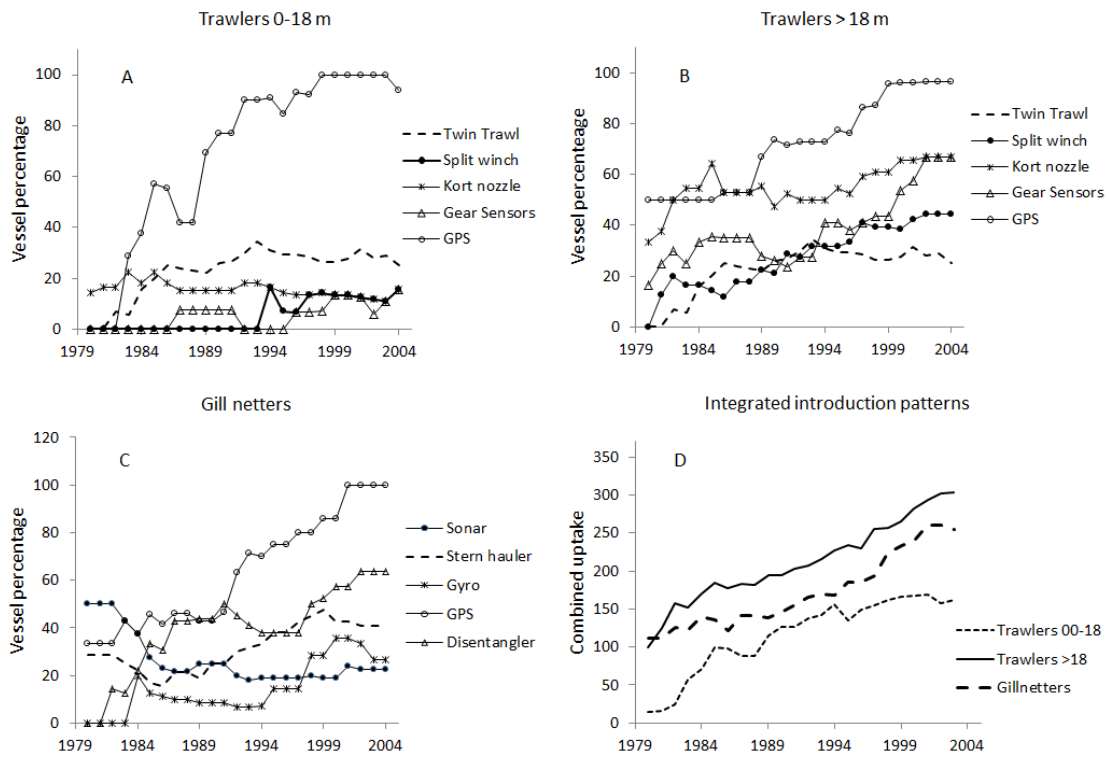 Trawlers 0-18 m
A
Vessel percentage
100
80
60
40
20
0
1979 1984 1989 1994 1999 2004
Twin Trawl
Split winch
Kort nozzle
Gear Sensors
GPS
Trawlers > 18 m
B
Vessel percenteage
100
80
60
40
20
0
1979 1984 1989 1994 1999 2004
Twin Trawl
Split winch
Kort nozzle
Gear Sensors
GPS
Gill netters
C
Vessel percentage
120
100
80
60
40
20
0
1979 1984 1989 1994 1999 2004
Sonar
Stern hauler
Gyro
GPS
Disentangler
Integrated introduction patterns
D
Combined uptake
350
300
250
200
150
100
50
0
1979 1984 1989 1994 1999 2004
Trawlers 00-18
Trawlers >18
Gillnetters